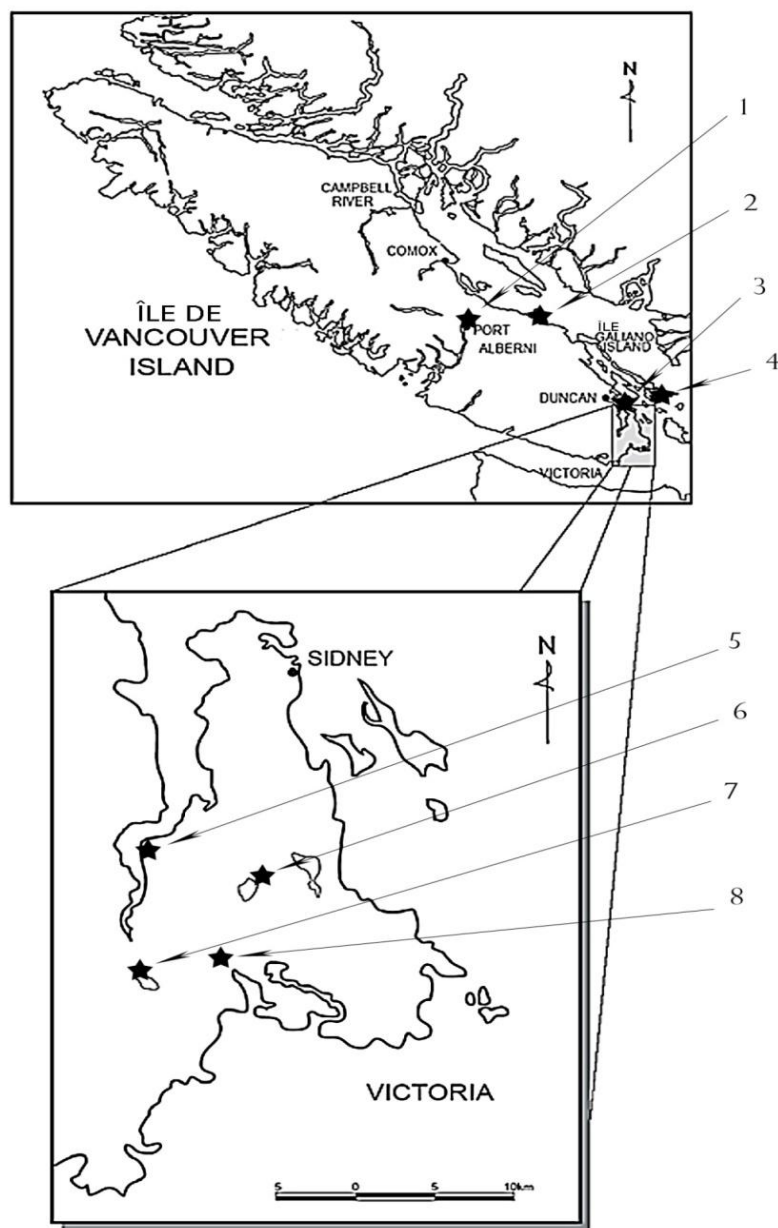 N
1
CAMPBELL
RIVER
2
COMOX
3
ÎLE DE
VANCOUVER
ISLAND
PORT
ALBERNI
ÎLE
GALIANO
ISLAND
4
DUNCAN
VICTORIA
5
SIDNEY
N
6
7
8
VICTORIA
5 0 5 10km